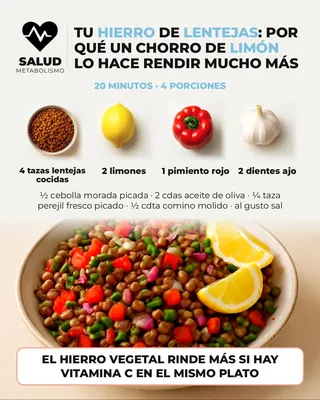 TU HIERRO DE LENTEJAS: POR
QUÉ UN CHORRO DE LIMÓN
LO HACE RENDIR MUCHO MÁS
SALUD
METABOLISMO
20 MINUTOS · 4 PORCIONES
4 tazas lentejas
cocidas
2 limones
1 pimiento rojo
2 dientes ajo
½ cebolla morada picada · 2 cdas aceite de oliva · ¼ taza
perejil fresco picado · ½ cdta comino molido · al gusto sal
EL HIERRO VEGETAL RINDE MÁS SI HAY
VITAMINA C EN EL MISMO PLATO